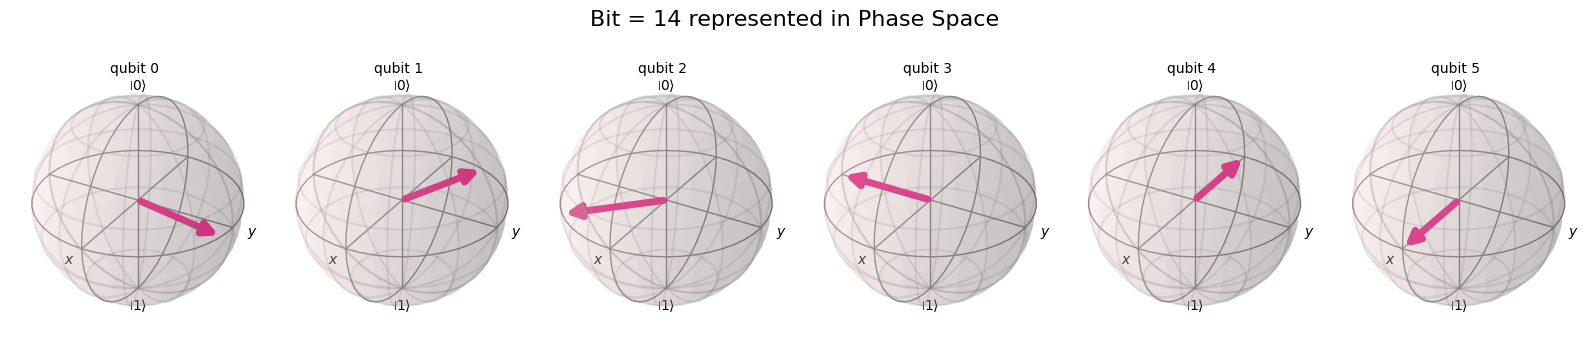 Bit = 14 represented in Phase Space
qubit 0 qubit 1 qubit 2 qubit 3 qubit 4 qubit 5
|0⟩ |0⟩ |0⟩ |0⟩ |0⟩ |0⟩
y y y y y y
x x x x x x
|1⟩ |1⟩ |1⟩ |1⟩ |1⟩ |1⟩